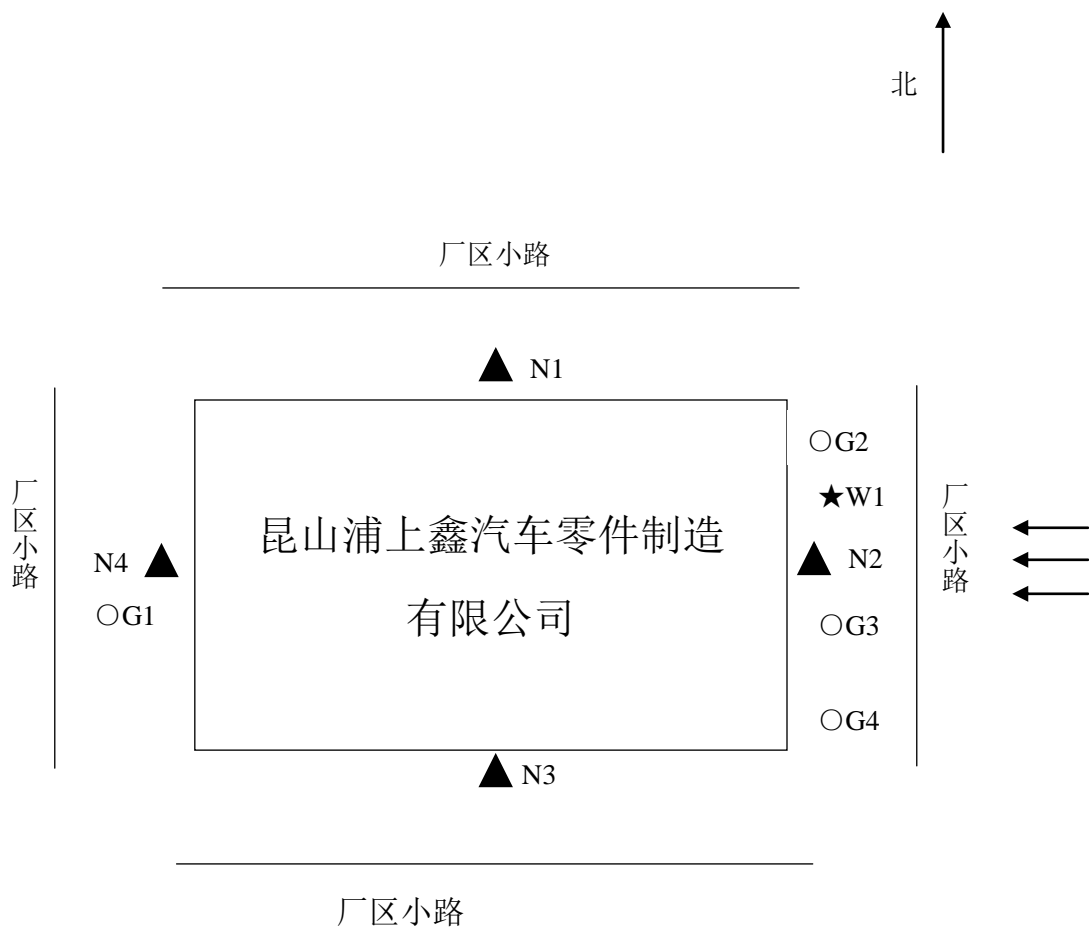 北
厂区小路
▲ N1
○G2
★W1
厂区小路
昆山浦上鑫汽车零件制造
有限公司
N4 ▲
▲ N2
厂区小路
○G1
○G3
○G4
▲ N3
厂区小路